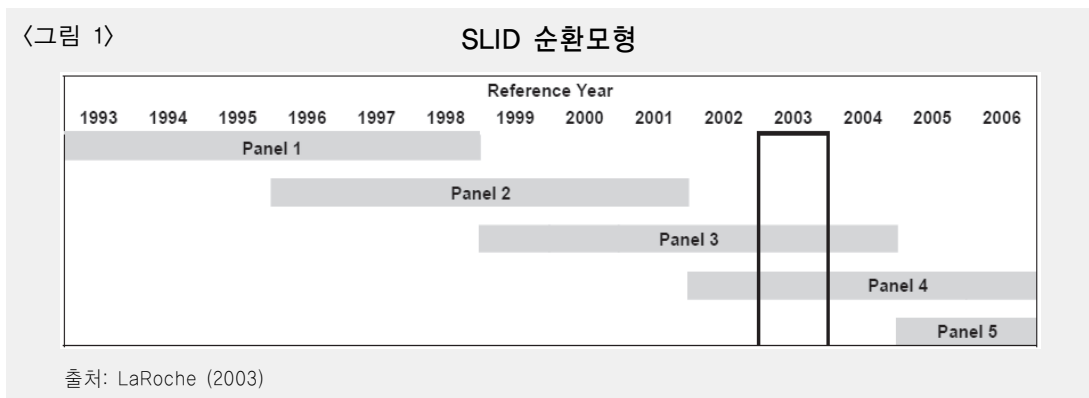 〈그림 1〉 SLID 순환모형
Reference Year
1993 1994 1995 1996 1997 1998 1999 2000 2001 2002 2003 2004 2005 2006
Panel 1
Panel 2
Panel 3
Panel 4
Panel 5
출처: LaRoche (2003)